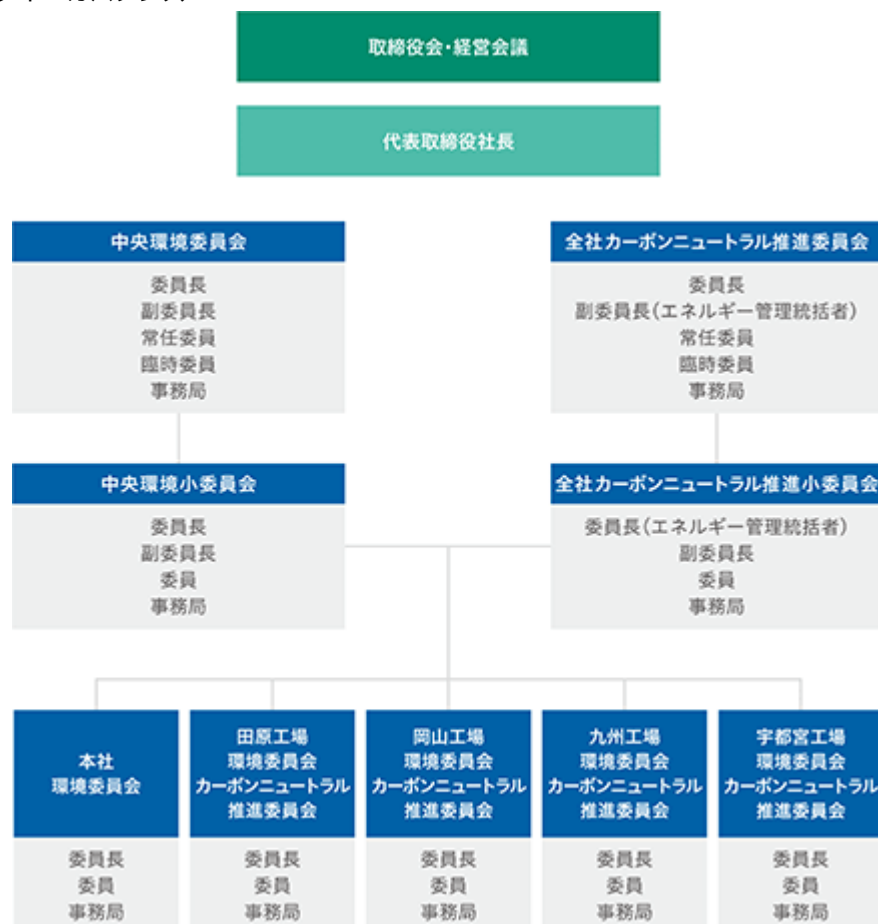 取締役会・経営会議
代表取締役社長
中央環境委員会
委員長
副委員長
常任委員
臨時委員
事務局
全社カーボンニュートラル推進委員会
委員長
副委員長(エネルギー管理統括者)
常任委員
臨時委員
事務局
中央環境小委員会
委員長
副委員長
委員
事務局
全社カーボンニュートラル推進小委員会
委員長(エネルギー管理統括者)
副委員長
委員
事務局
本社
環境委員会
委員長
委員
事務局
田原工場
環境委員会
カーボンニュートラル
推進委員会
委員長
委員
事務局
岡山工場
環境委員会
カーボンニュートラル
推進委員会
委員長
委員
事務局
九州工場
環境委員会
カーボンニュートラル
推進委員会
委員長
委員
事務局
宇都宮工場
環境委員会
カーボンニュートラル
推進委員会
委員長
委員
事務局